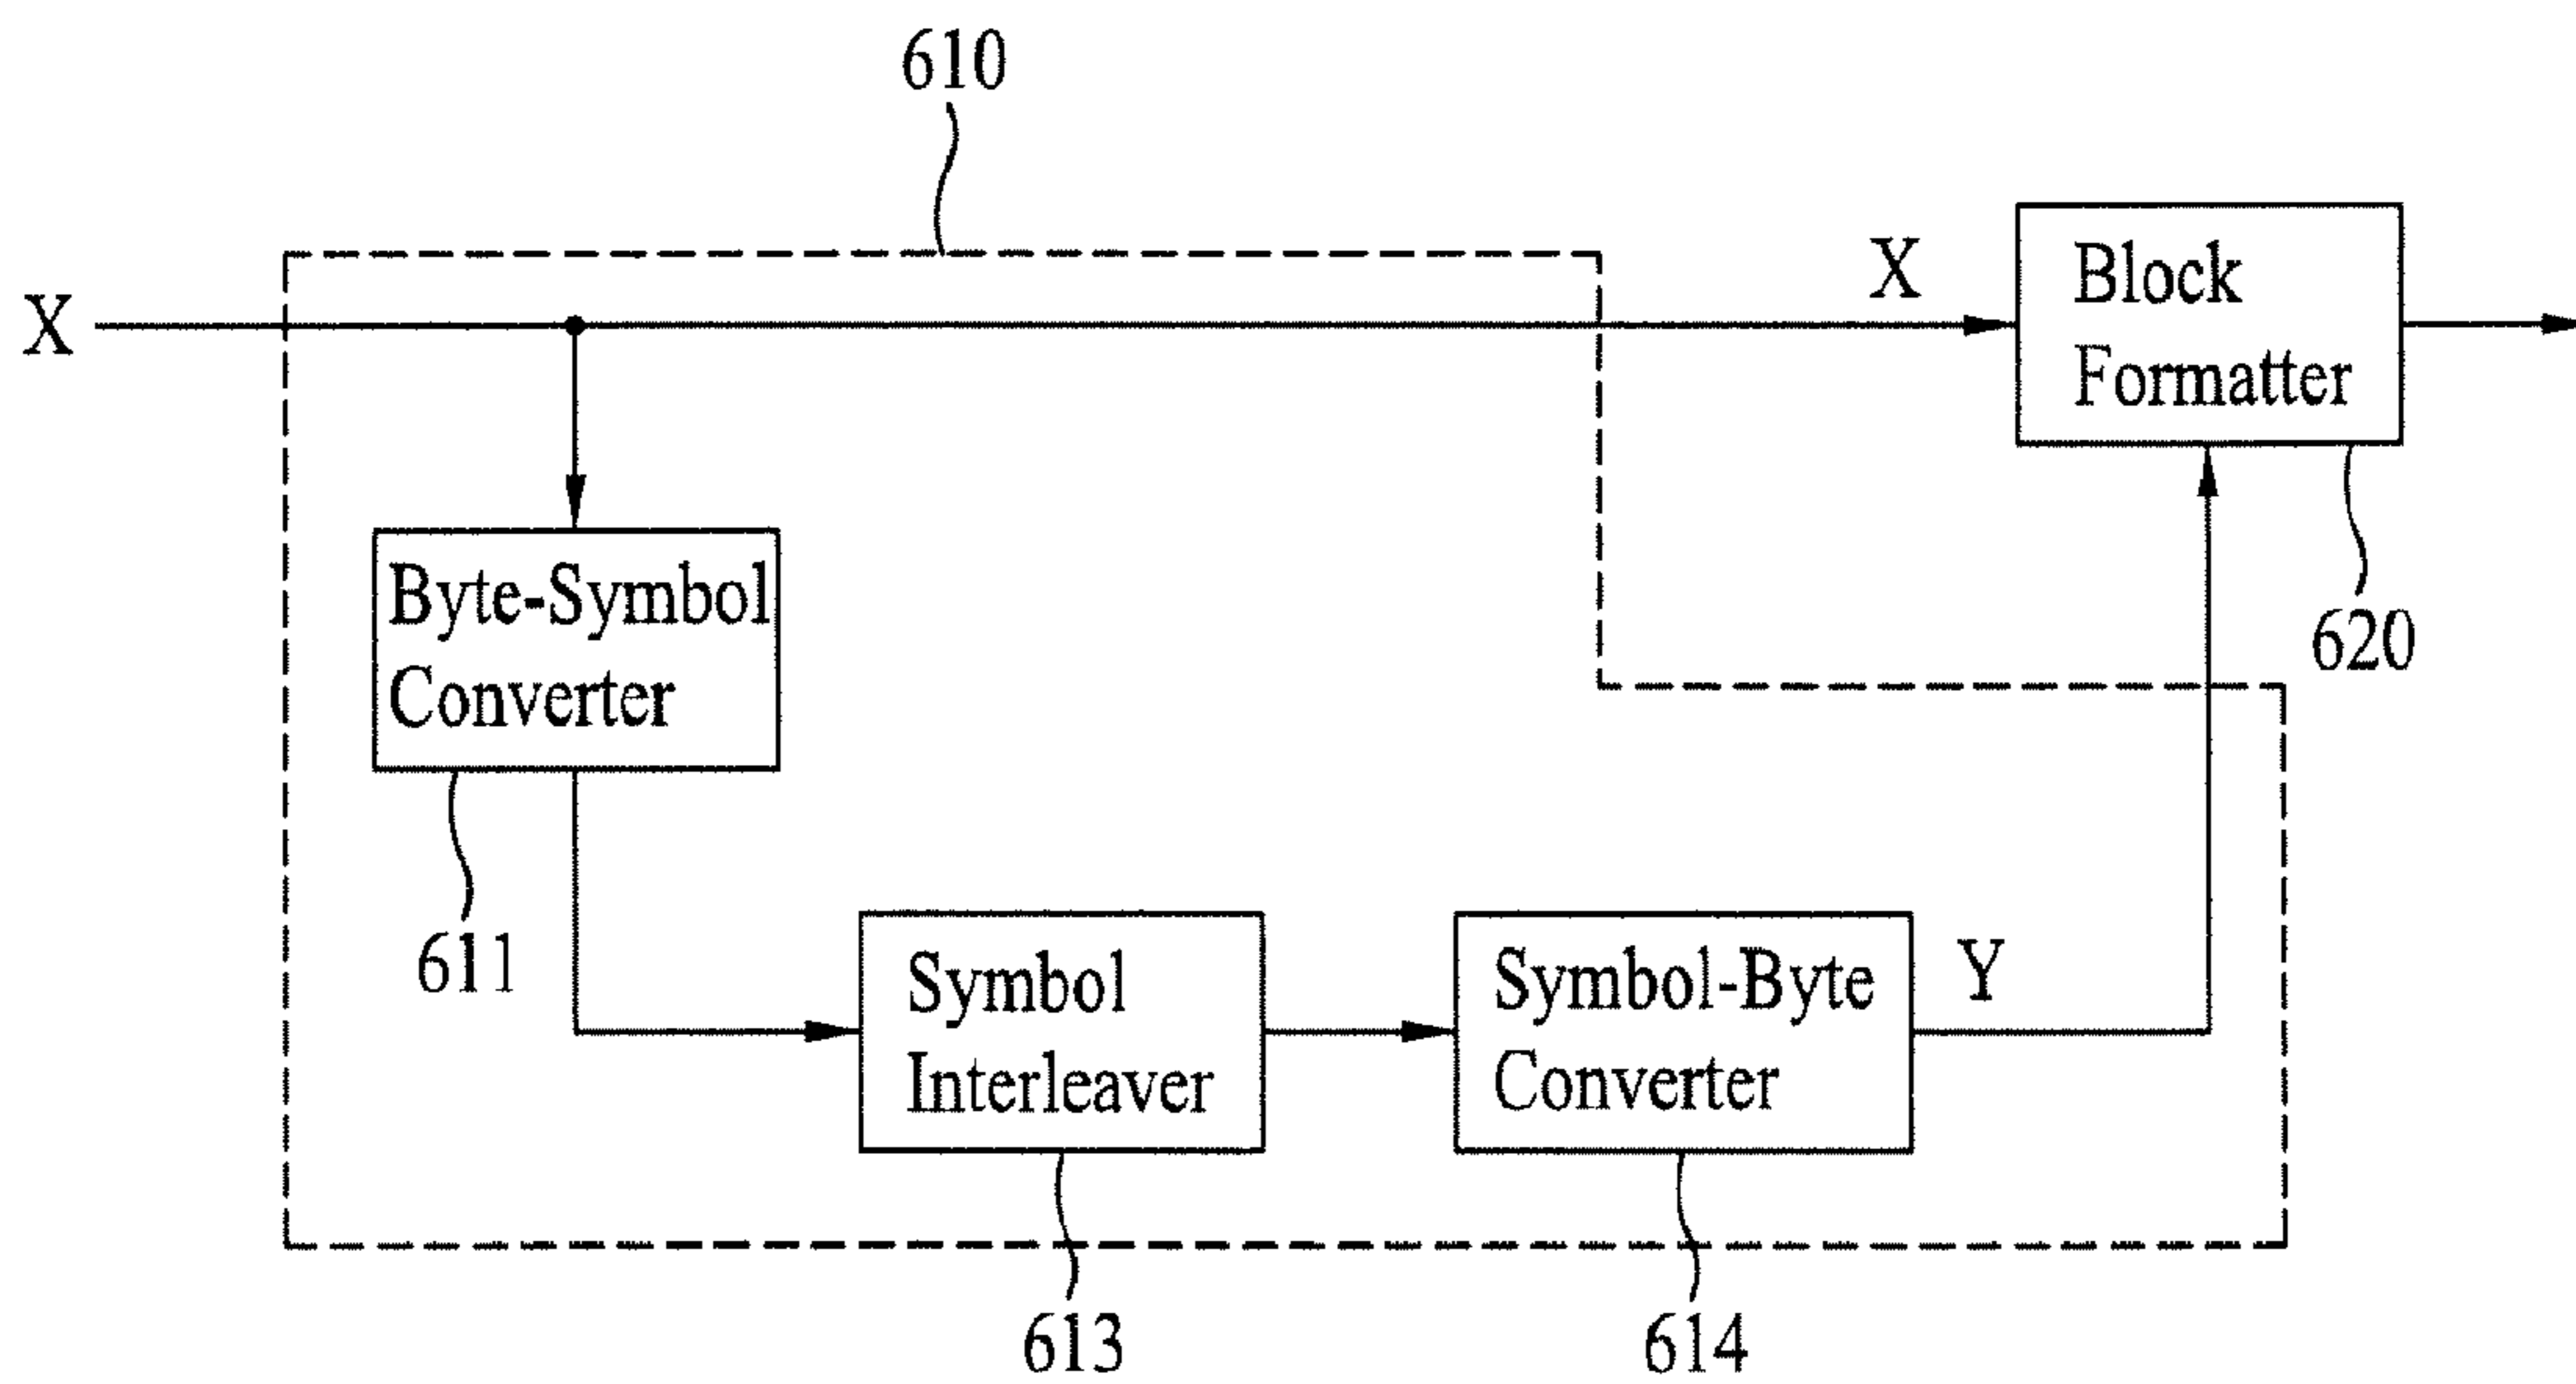 610
X
X
Block
Formatter
620
Byte-Symbol
Converter
611
Symbol
Interleaver
613
Symbol-Byte
Converter
614
Y